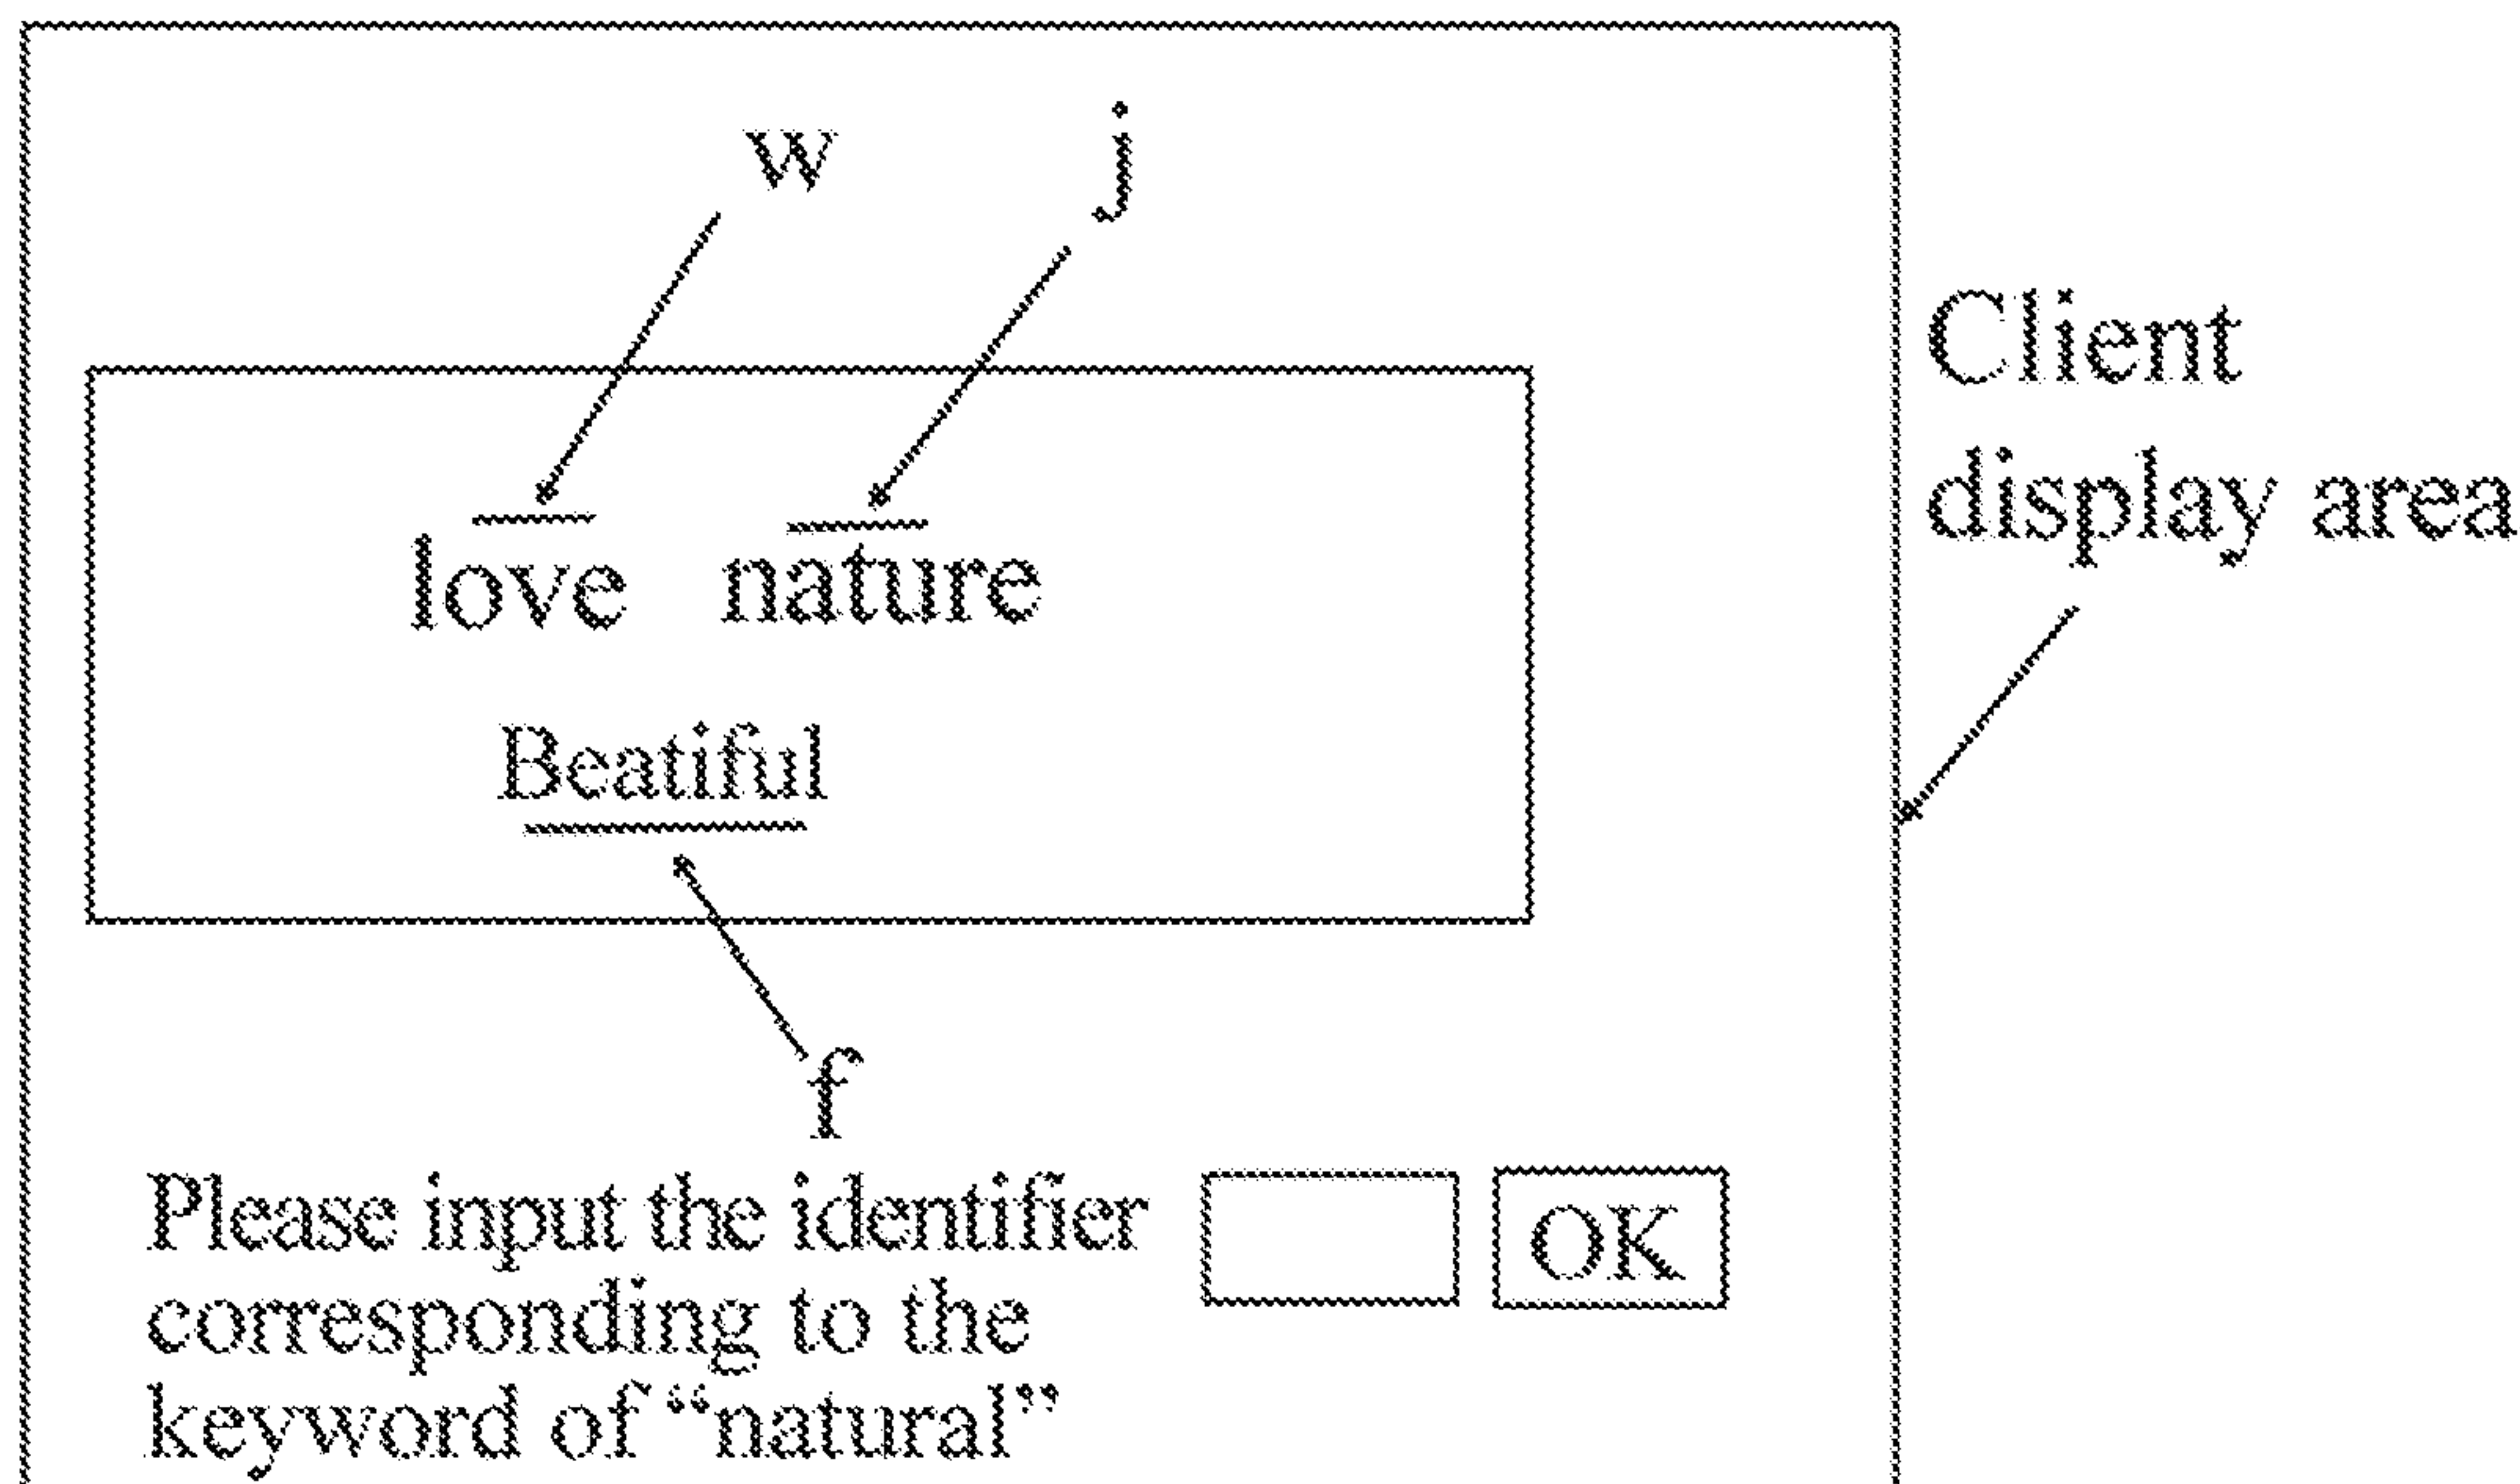 w j
Client
display area
love nature
Beatiful
f
Please input the identifier
OK
corresponding to the
keyword of “natural”